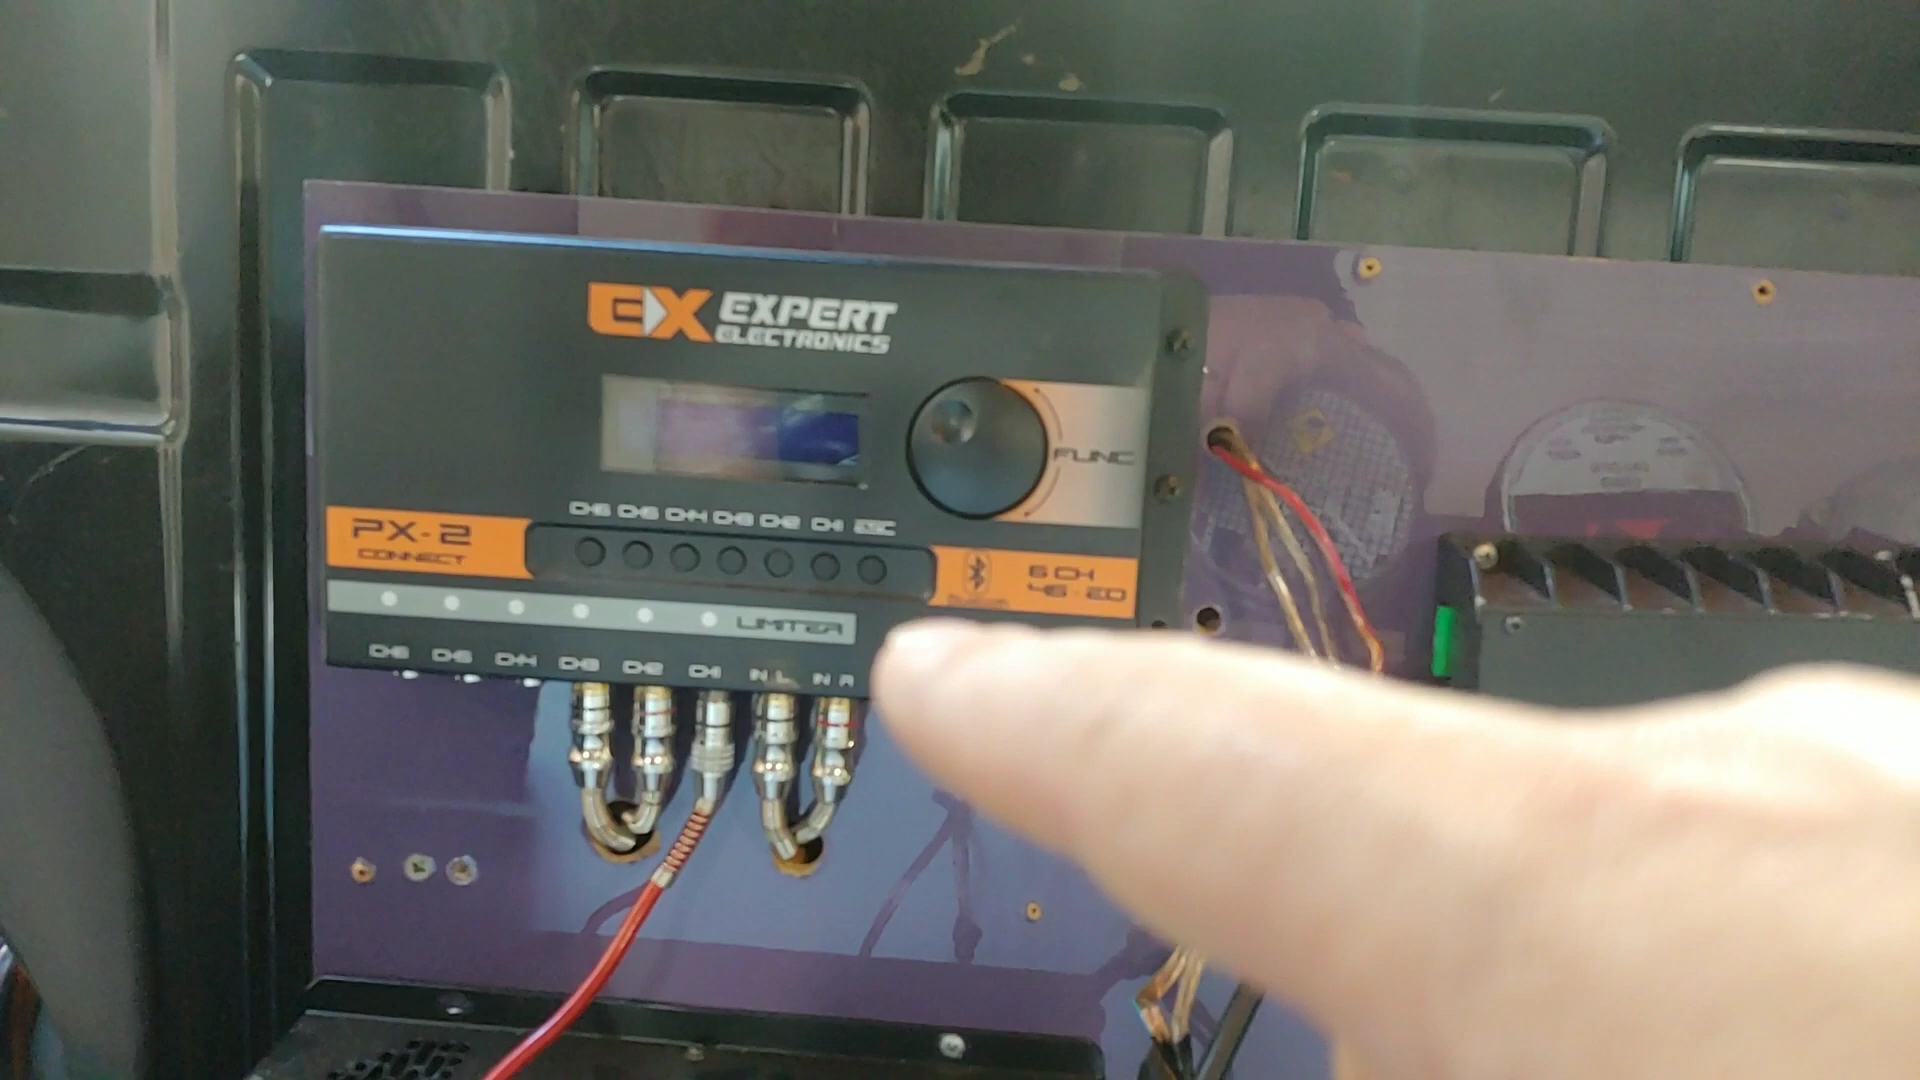 EX EXPERT
ELECTRONICS
FUNC
CH6 CH5 CH4 CH3 CH2 CH1 ESC
PX-2
CONNECT
6 CH
LIMITER
CH6 CH5 CH4 CH3 CH2 CH1 IN L IN R